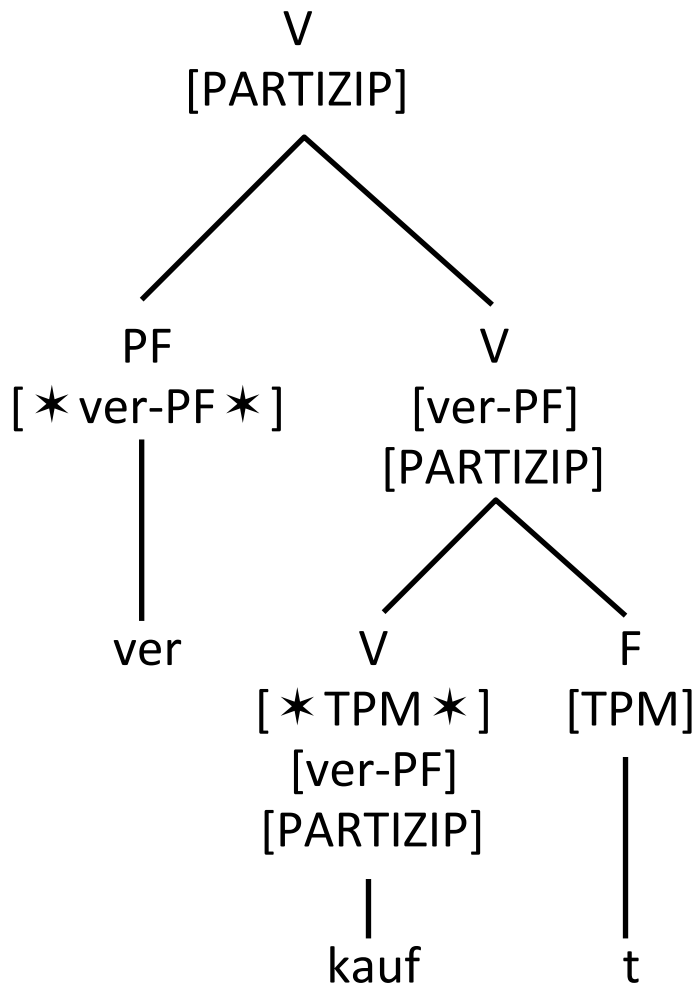 V
[PARTIZIP]
PF
[✶ver-PF✶]
V
[ver-PF]
[PARTIZIP]
ver
V
[✶TPM✶]
[ver-PF]
[PARTIZIP]
F
[TPM]
kauf
t